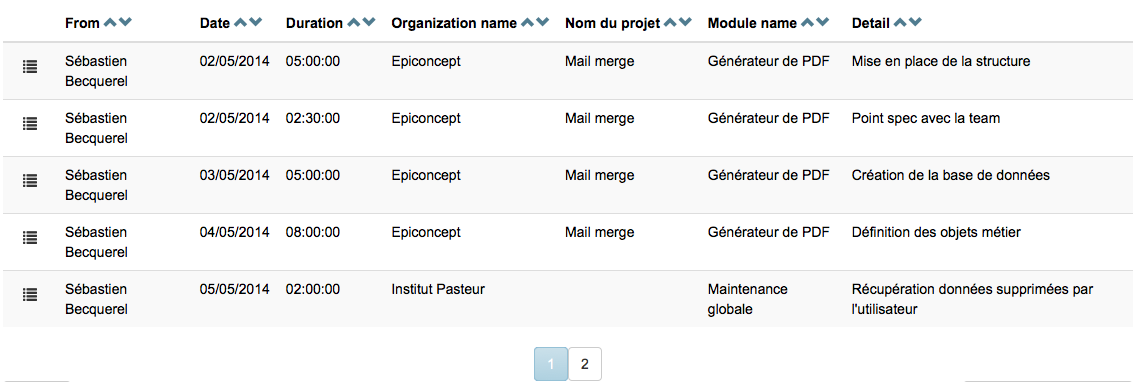 From Date Duration Organization name Nom du projet Module name Detail
Sébastien 02/05/2014 05:00:00 Epiconcept Mail merge Générateur de PDF Mise en place de la structure
Becquerel
Sébastien 02/05/2014 02:30:00 Epiconcept Mail merge Générateur de PDF Point spec avec la team
Becquerel
Sébastien 03/05/2014 05:00:00 Epiconcept Mail merge Générateur de PDF Création de la base de données
Becquerel
Sébastien 04/05/2014 08:00:00 Epiconcept Mail merge Générateur de PDF Définition des objets métier
Becquerel
Sébastien 05/05/2014 02:00:00 Institut Pasteur Maintenance Récupération données supprimées par
Becquerel globale l'utilisateur
1 2